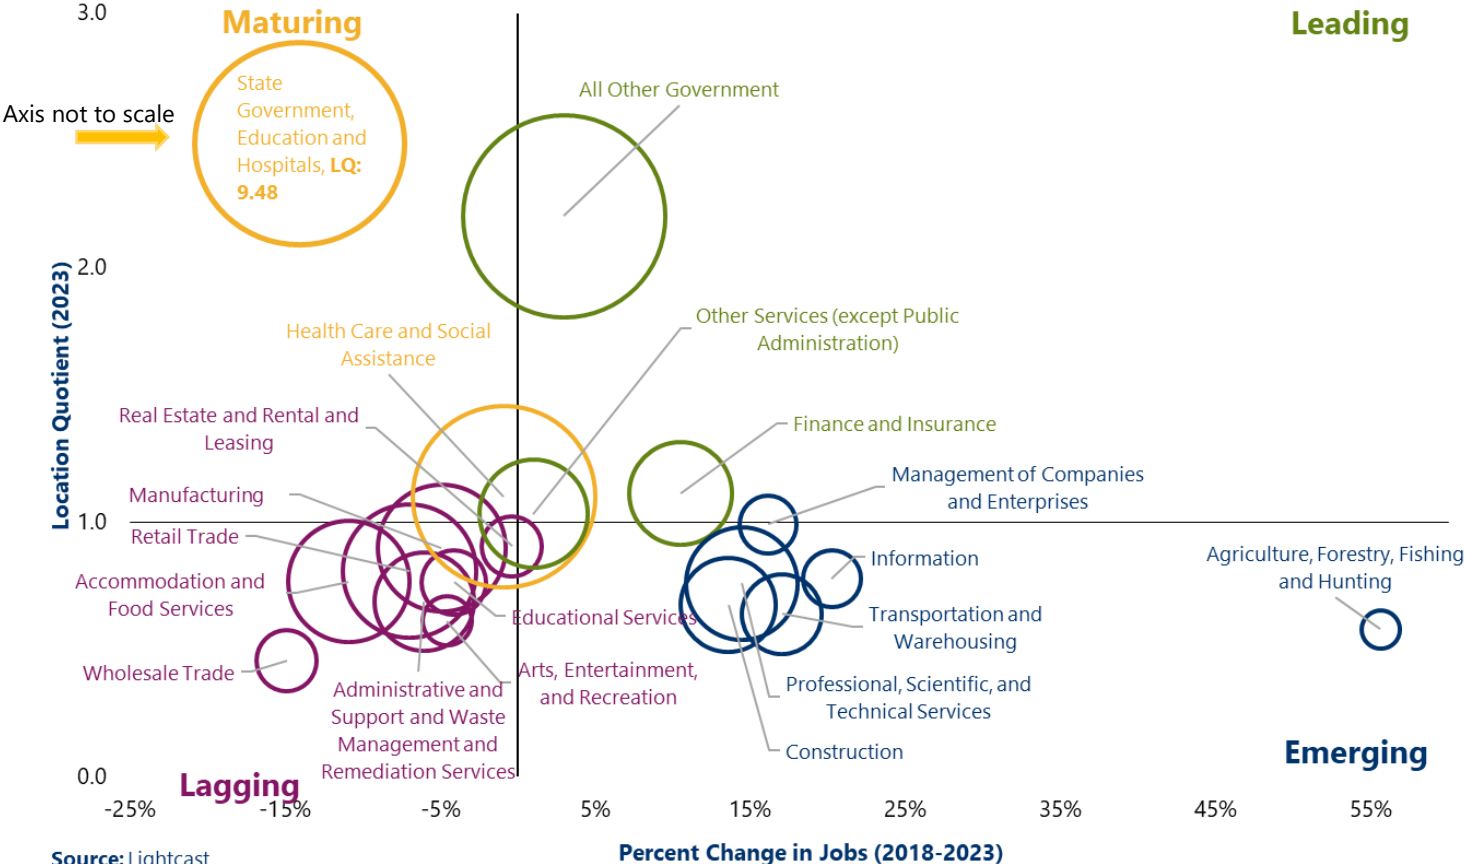 3.0
Maturing
Leading
State
Government,
Education and
Hospitals, LQ:
9.48
Axis not to scale
All Other Government
2.0
Location Quotient (2023)
Health Care and Social
Assistance
Other Services (except Public
Administration)
Real Estate and Rental and
Leasing
Finance and Insurance
Management of Companies
and Enterprises
Manufacturing
1.0
Retail Trade
Information
Agriculture, Forestry, Fishing
and Hunting
Accommodation and
Food Services
Educational Services
Transportation and
Warehousing
Wholesale Trade
Arts, Entertainment,
and Recreation
Administrative and
Support and Waste
Management and
Remediation Services
Professional, Scientific, and
Technical Services
Construction
Emerging
0.0
Lagging
-25%
-15%
-5%
5%
15%
25%
35%
45%
55%
Percent Change in Jobs (2018-2023)
Source: Lightcast